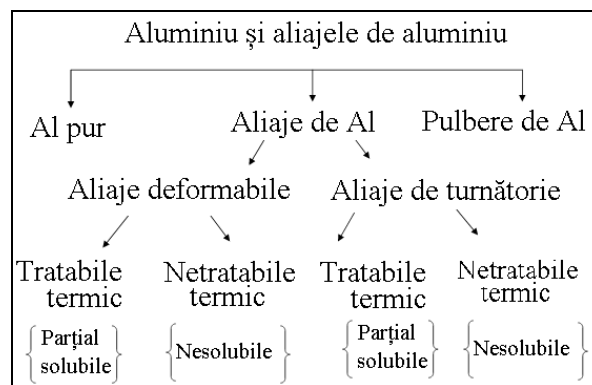 Aluminiu și aliajele de aluminiu
Al pur
Aliaje de Al
Pulbere de Al
Aliaje deformabile
Aliaje de turnătorie
Tratabile
termic
Netratabile
termic
Tratabile
termic
Netratabile
termic
Parțial
solubile
Nesolubile
Parțial
solubile
Nesolubile